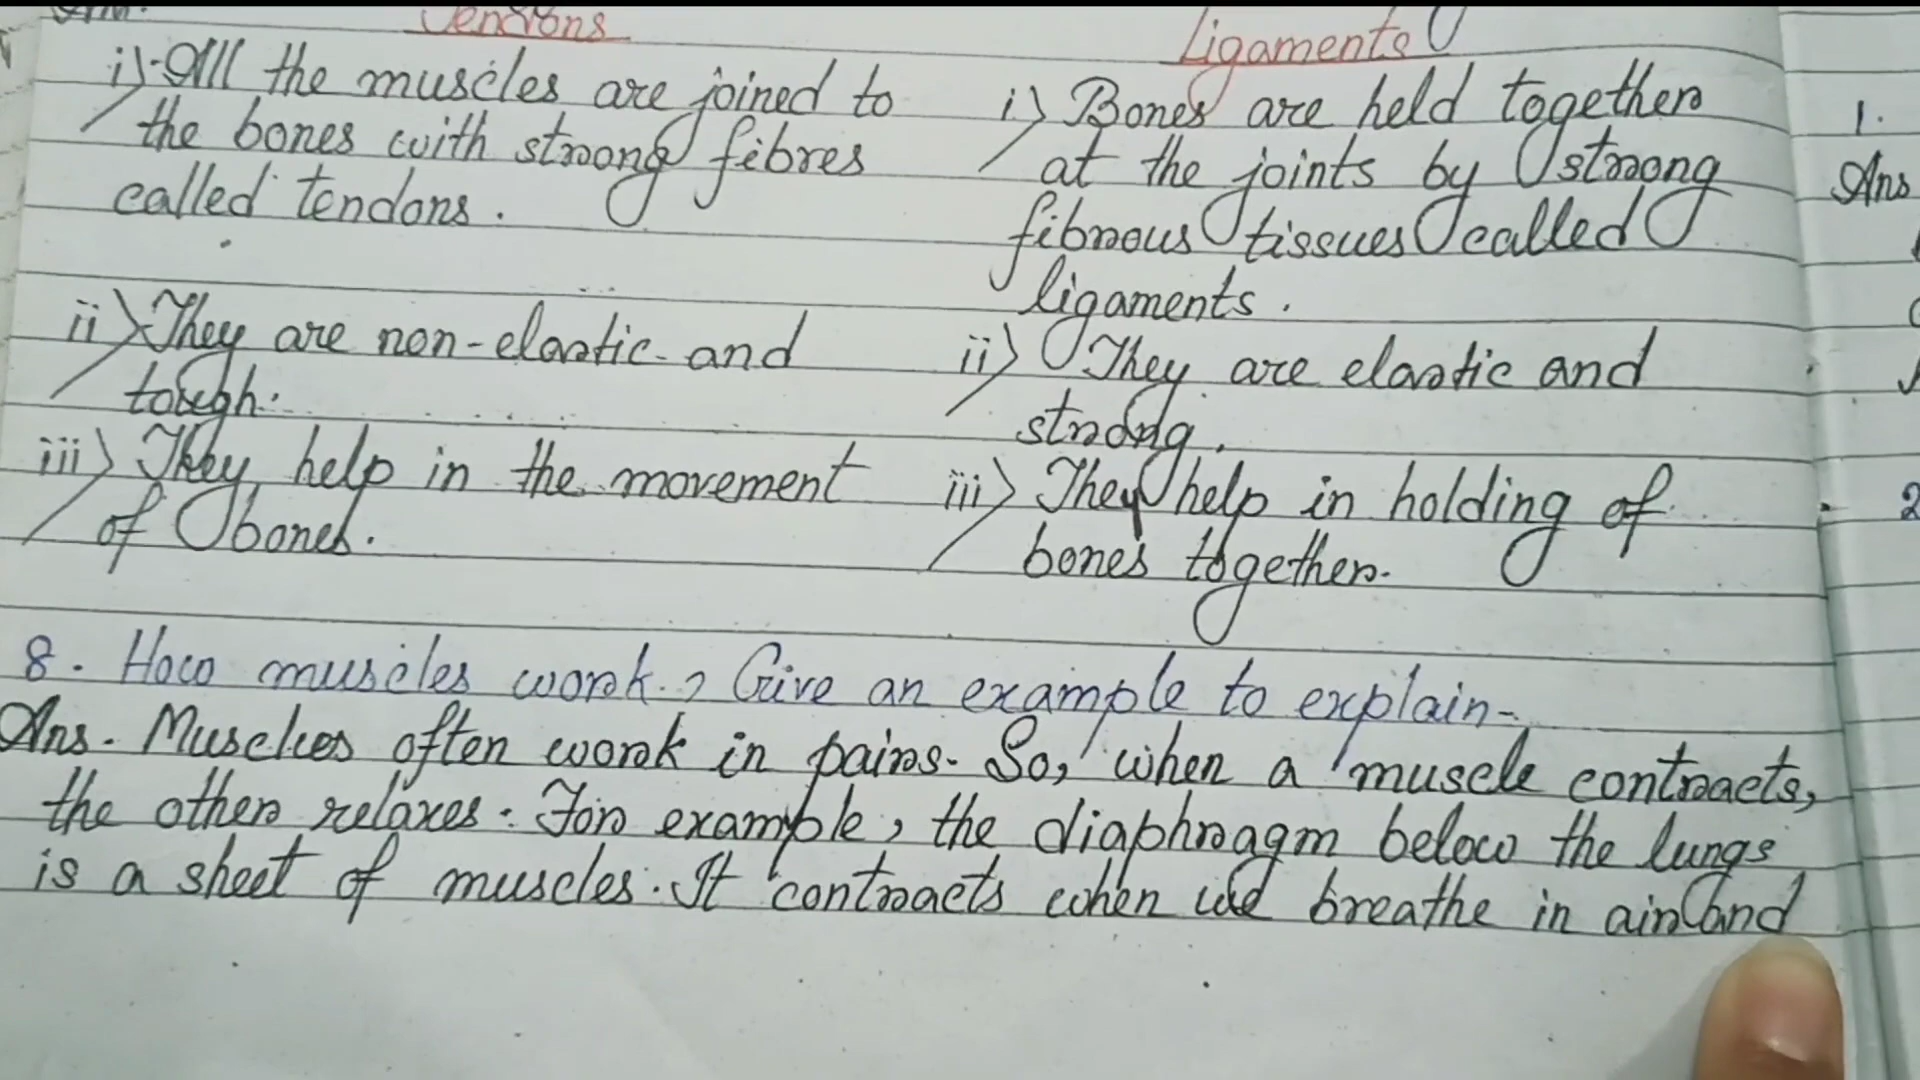 Tendons
i) All the muscles are joined to
the bones with strong fibres
called tendons.
ii) They are non-elastic and
tough.
iii) They help in the movement
of bones.
Ligaments
i) Bones are held together
at the joints by strong
fibrous tissues called
ligaments.
ii) They are elastic and
strong.
iii) They help in holding of
bones together.
8. How muscles work? Give an example to explain.
Ans. Muscles often work in pairs. So, when a muscle contracts,
the other relaxes. For example, the diaphragm below the lungs
is a sheet of muscles. It contracts when we breathe in air and
1.
Ans
2